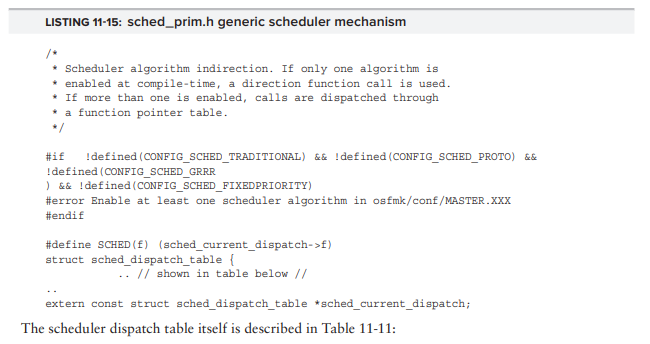 LISTING 11-15: sched_prim.h generic scheduler mechanism
/*
* Scheduler algorithm indirection. If only one algorithm is
* enabled at compile-time, a direction function call is used.
* If more than one is enabled, calls are dispatched through
* a function pointer table.
*/
#if !defined(CONFIG_SCHED_TRADITIONAL) && !defined(CONFIG_SCHED_PROTO) &&
!defined(CONFIG_SCHED_GRRR
) && !defined(CONFIG_SCHED_FIXEDPRIORITY)
#error Enable at least one scheduler algorithm in osfmk/conf/MASTER.XXX
#endif
#define SCHED(f) (sched_current_dispatch->f)
struct sched_dispatch_table {
.. // shown in table below //
..
extern const struct sched_dispatch_table *sched_current_dispatch;
The scheduler dispatch table itself is described in Table 11-11: